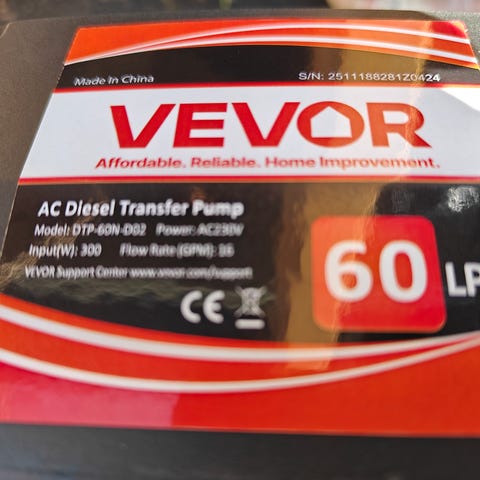 Made In China
S/N: 2511188281Z0424
VEVOR
Affordable. Reliable. Home Improvement.
AC Diesel Transfer Pump
Model: DTP-60N-D02 Power: AC230V
Input(W): 300 Flow Rate (GPM): 16
VEVOR Support Center www.vevor.com/support
CE
60 LP